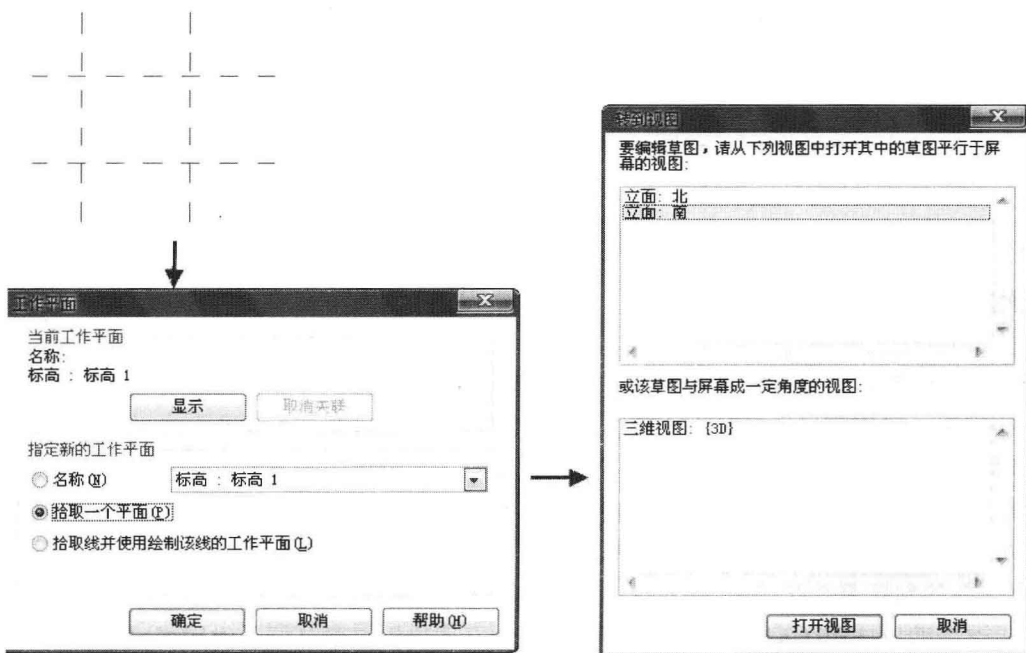 工作平面
当前工作平面
名称:
标高 : 标高 1
显示
取消关联
指定新的工作平面
名称(N)
标高 : 标高 1
拾取一个平面(P)
拾取线并使用绘制该线的工作平面(L)
确定
取消
帮助(H)
转到视图
要编辑草图，请从下列视图中打开其中的草图平行于屏
幕的视图:
立面: 北
立面: 南
或该草图与屏幕成一定角度的视图:
三维视图: {3D}
打开视图
取消